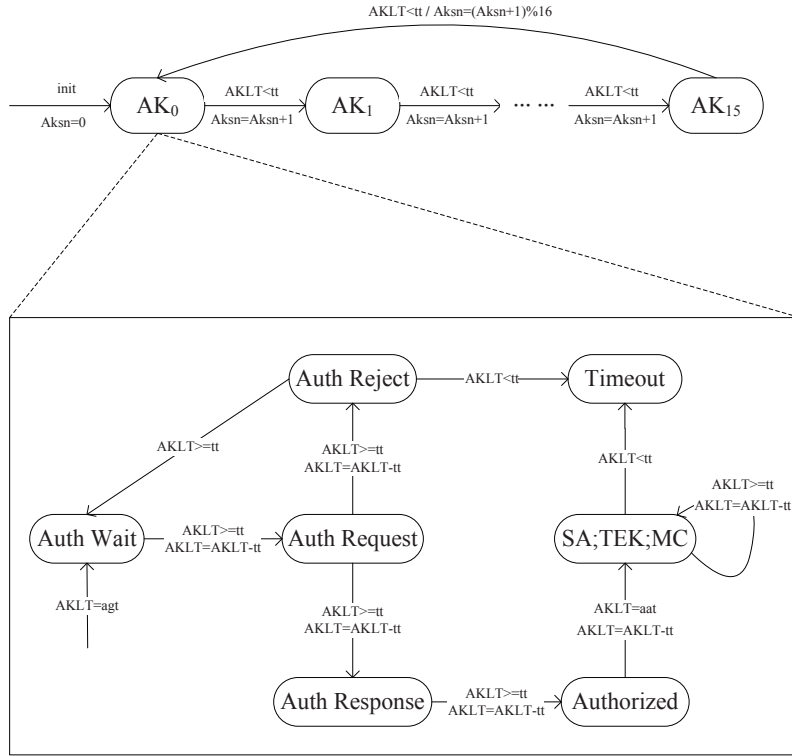 AKLT<tt / Aksn=(Aksn+1)%16
init
AKLT<tt
AKLT<tt
AKLT<tt
AK0
AK1
... ...
AK15
Aksn=0
Aksn=Aksn+1
Aksn=Aksn+1
Aksn=Aksn+1
Auth Reject
AKLT<tt
Timeout
AKLT>=tt
AKLT>=tt
AKLT=AKLT-tt
AKLT<tt
AKLT>=tt
AKLT=AKLT-tt
Auth Wait
AKLT>=tt
AKLT=AKLT-tt
Auth Request
SA;TEK;MC
AKLT=agt
AKLT>=tt
AKLT=AKLT-tt
AKLT=aat
AKLT=AKLT-tt
Auth Response
AKLT>=tt
AKLT=AKLT-tt
Authorized